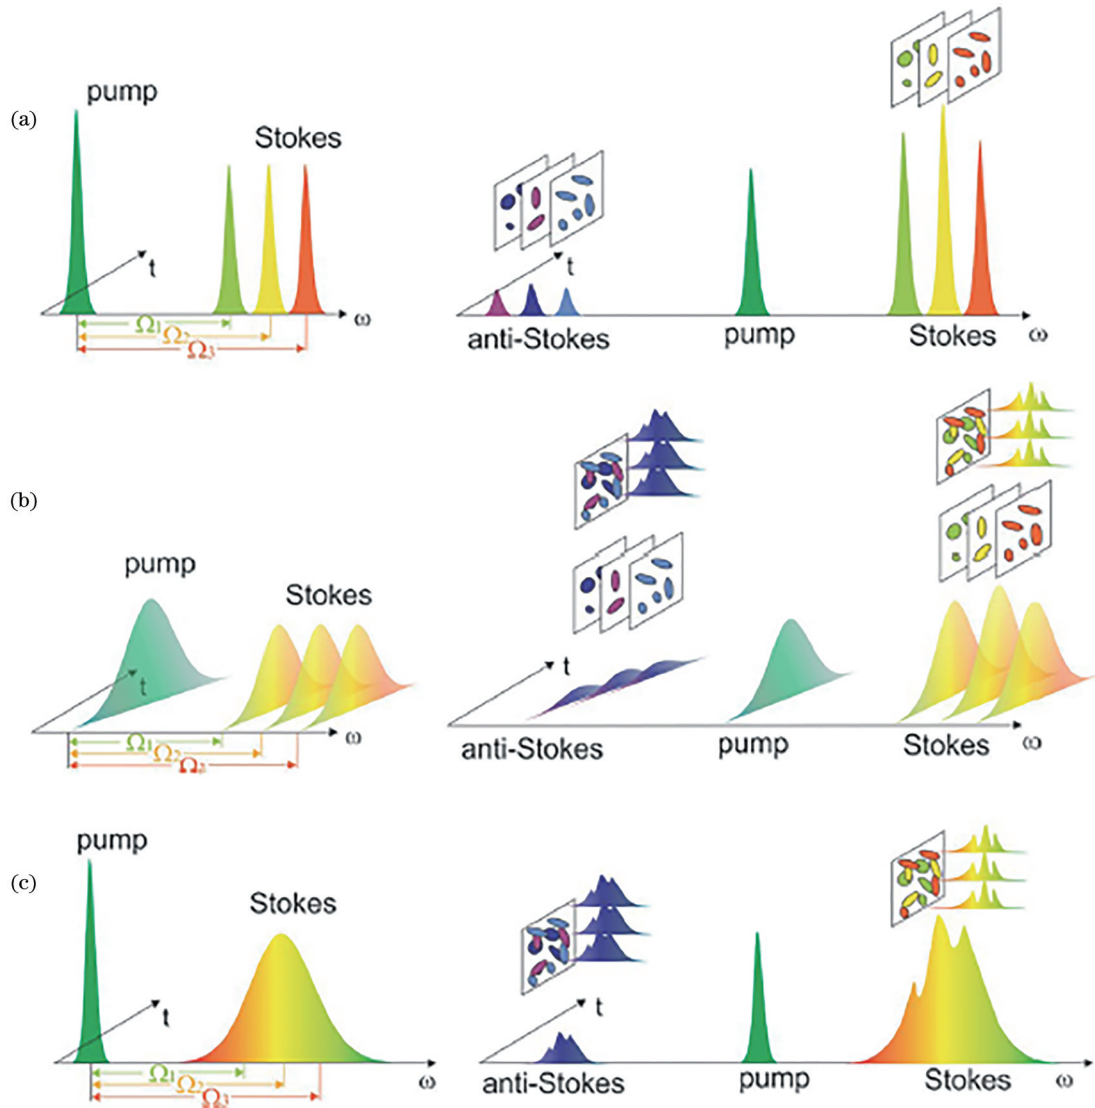 (a)
pump
Stokes
t
ω
Ω1
Ω2
Ω3
t
anti-Stokes
pump
Stokes
ω
(b)
pump
Stokes
t
ω
Ω1
Ω2
Ω3
t
anti-Stokes
pump
Stokes
ω
(c)
pump
Stokes
t
ω
Ω1
Ω2
Ω3
t
anti-Stokes
pump
Stokes
ω